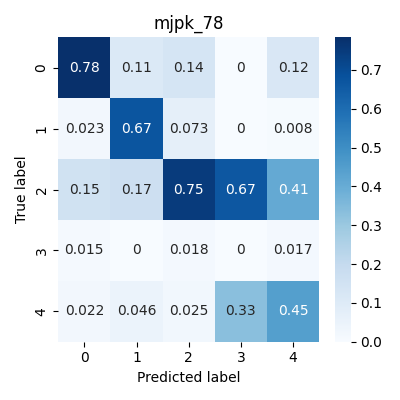 mjpk_78
0.7
0 0.78 0.11 0.14 0 0.12
0.6
1 0.023 0.67 0.073 0 0.008
0.5
True label
2 0.15 0.17 0.75 0.67 0.41
0.4
0.3
3 0.015 0 0.018 0 0.017
0.2
4 0.022 0.046 0.025 0.33 0.45
0.1
0.0
0 1 2 3 4
Predicted label